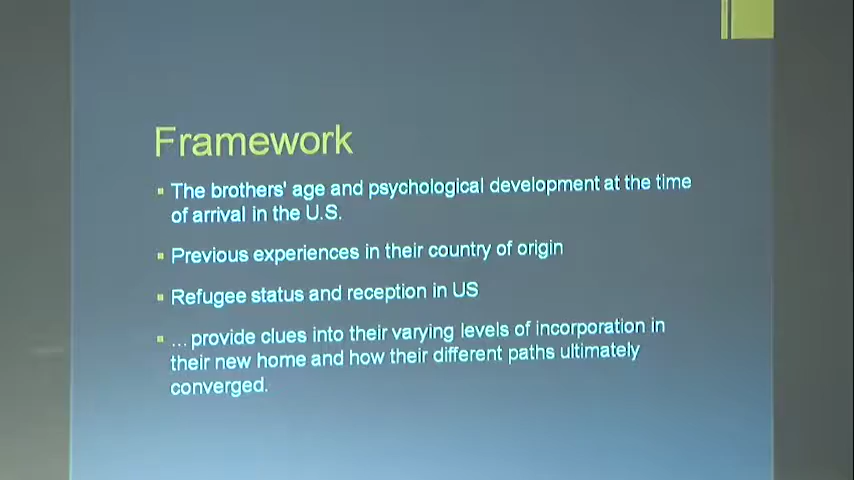 Framework
The brothers' age and psychological development at the time
of arrival in the U.S.
Previous experiences in their country of origin
Refugee status and reception in US
... provide clues into their varying levels of incorporation in
their new home and how their different paths ultimately
converged.